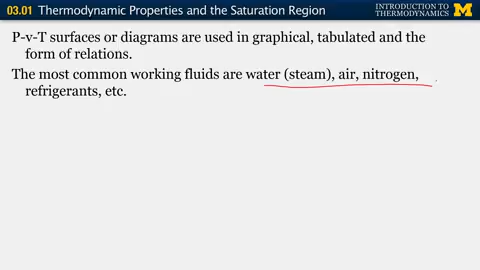 03.01 Thermodynamic Properties and the Saturation Region
INTRODUCTION TO
THERMODYNAMICS
M
P-v-T surfaces or diagrams are used in graphical, tabulated and the
form of relations.
The most common working fluids are water (steam), air, nitrogen,
refrigerants, etc.